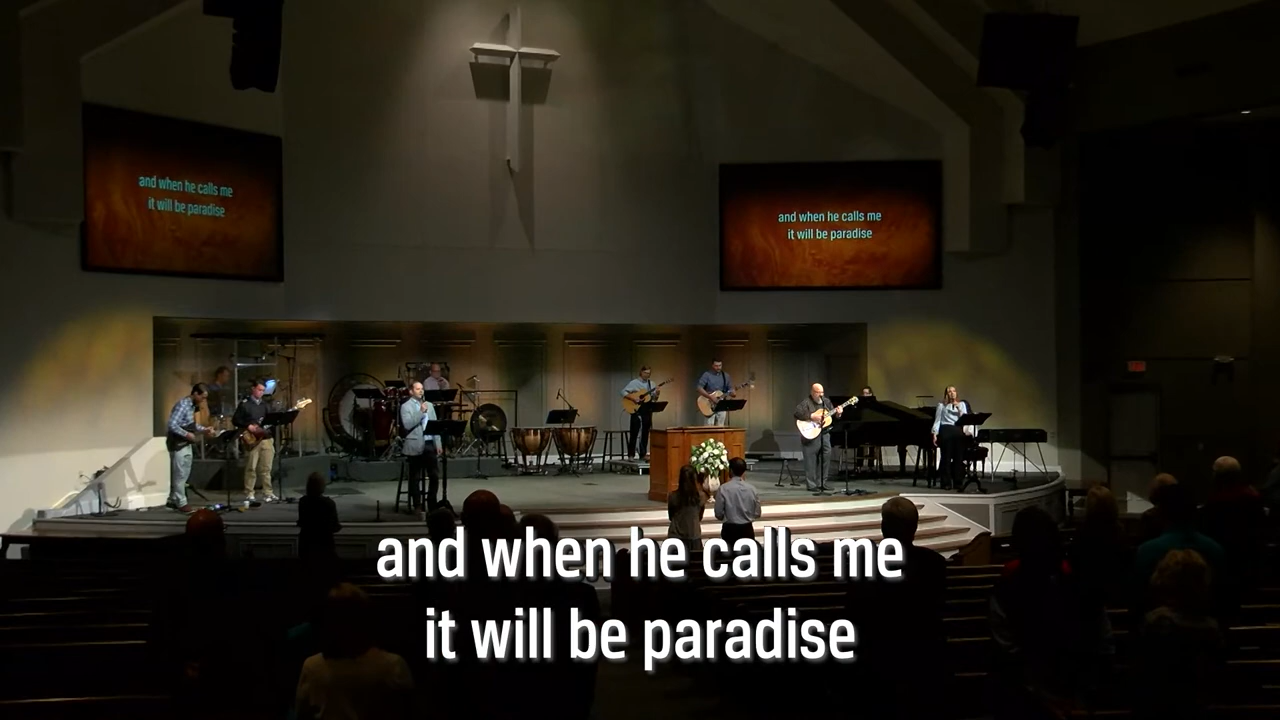 and when he calls me
it will be paradise
and when he calls me
it will be paradise
and when he calls me
it will be paradise